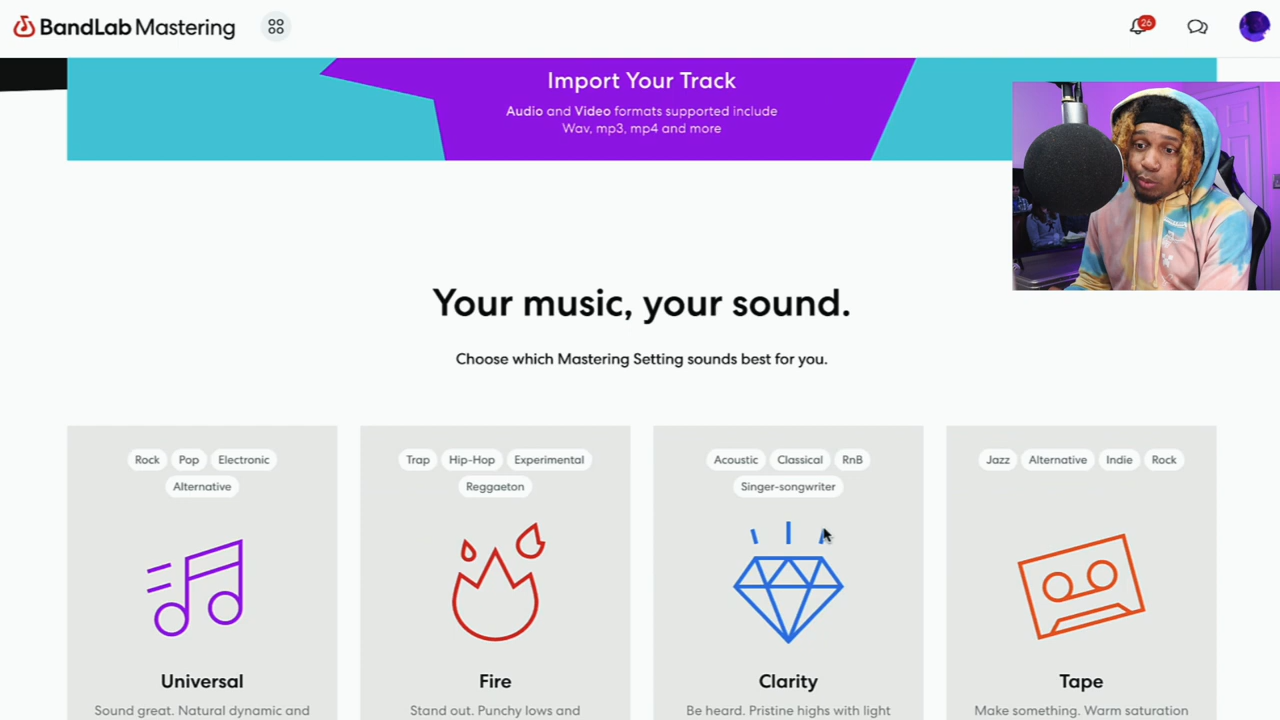 BandLab Mastering
26
Import Your Track
Audio and Video formats supported include
Wav, mp3, mp4 and more
Your music, your sound.
Choose which Mastering Setting sounds best for you.
Rock Pop Electronic
Alternative
Universal
Sound great. Natural dynamic and
Trap Hip-Hop Experimental
Reggaeton
Fire
Stand out. Punchy lows and
Acoustic Classical RnB
Singer-songwriter
Clarity
Be heard. Pristine highs with light
Jazz Alternative Indie Rock
Tape
Make something. Warm saturation